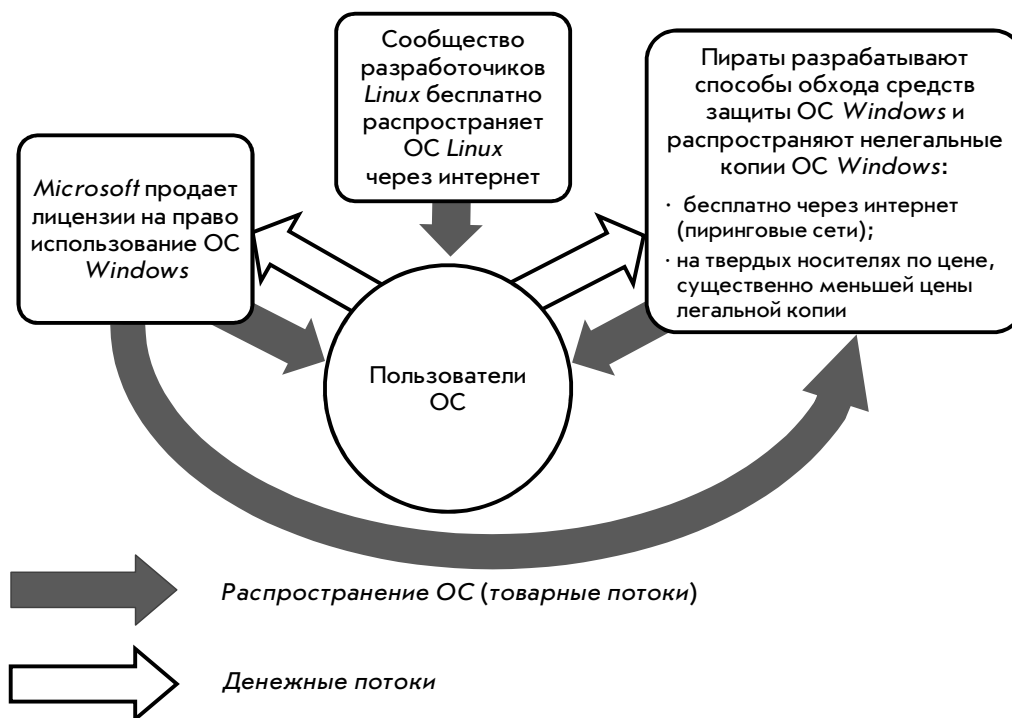 Сообщество
разработочиков
Linux бесплатно
распространяет
ОС Linux
через интернет
Пираты разрабатывают
способы обхода средств
защиты ОС Windows и
распространяют нелегальные
копии ОС Windows:
· бесплатно через интернет
(пиринговые сети);
· на твердых носителях по цене,
существенно меньшей цены
легальной копии
Microsoft продает
лицензии на право
использование ОС
Windows
Пользователи
ОС
Распространение ОС (товарные потоки)
Денежные потоки